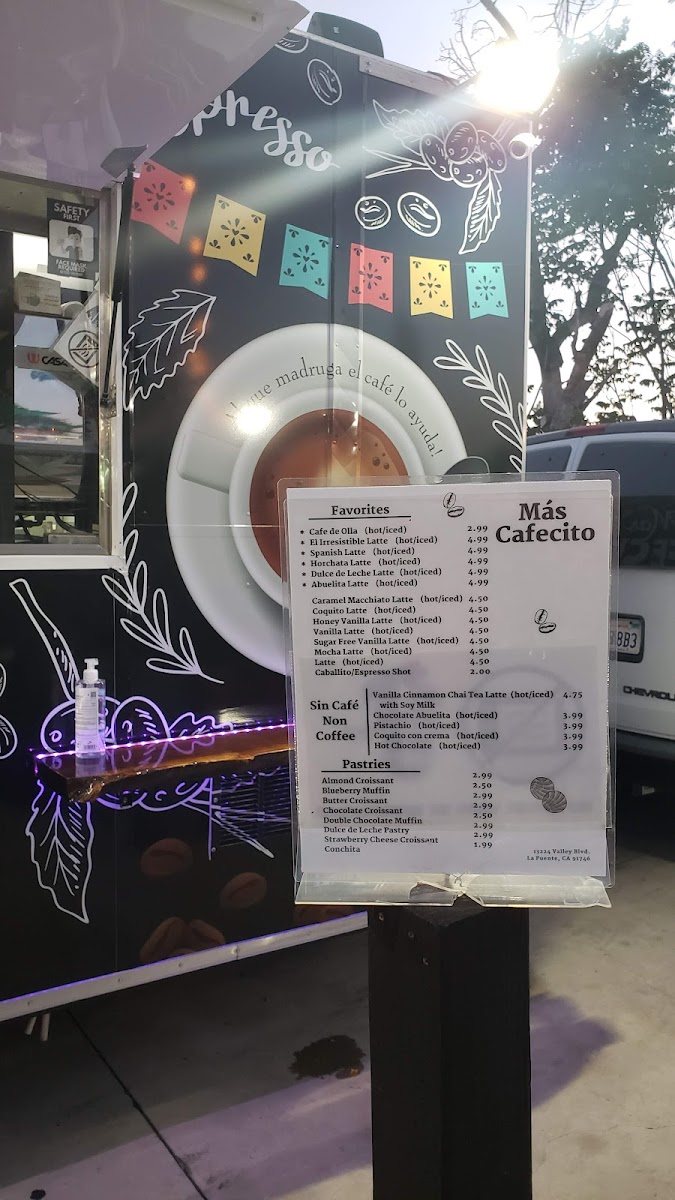 presso
SAFETY
FIRST
FACE MASK
REQUIRED
CASA
que madruga el café lo ayuda!
Más
Cafecito
Favorites
* Cafe de Olla (hot/iced) 2.99
* El Irresistible Latte (hot/iced) 4.99
* Spanish Latte (hot/iced) 4.99
* Horchata Latte (hot/iced) 4.99
* Dulce de Leche Latte (hot/iced) 4.99
* Abuelita Latte (hot/iced) 4.99
Caramel Macchiato Latte (hot/iced) 4.50
Coquito Latte (hot/iced) 4.50
Honey Vanilla Latte (hot/iced) 4.50
Vanilla Latte (hot/iced) 4.50
Sugar Free Vanilla Latte (hot/iced) 4.50
Mocha Latte (hot/iced) 4.50
Latte (hot/iced) 4.50
Caballito/Espresso Shot 2.00
Sin Café
Non
Coffee
Vanilla Cinnamon Chai Tea Latte (hot/iced) 4.75
with Soy Milk
Chocolate Abuelita (hot/iced) 3.99
Pistachio (hot/iced) 3.99
Coquito con crema (hot/iced) 3.99
Hot Chocolate (hot/iced) 3.99
Pastries
Almond Croissant 2.99
Blueberry Muffin 2.50
Butter Croissant 2.99
Chocolate Croissant 2.99
Double Chocolate Muffin 2.50
Dulce de Leche Pastry 2.99
Strawberry Cheese Croissant 2.99
Conchita 1.99
15224 Valley Blvd.
La Puente, CA 91746
8B3
CHEVROL